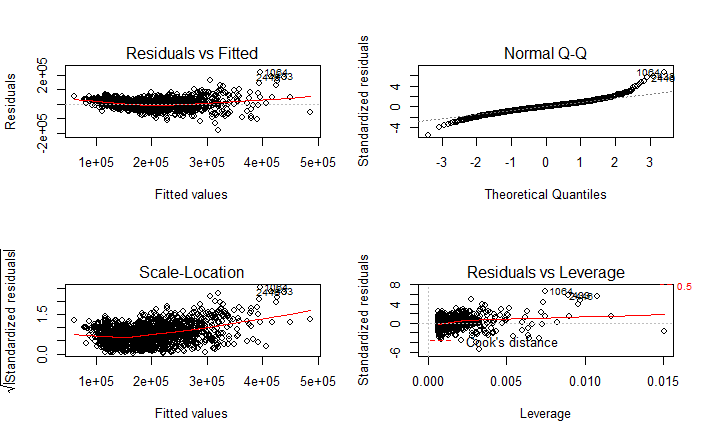 Residuals vs Fitted
Residuals
-2e+05
2e+05
1064
1e+05 2e+05 3e+05 4e+05 5e+05
Fitted values
Normal Q-Q
Standardized residuals
-4 0 4
1064
-3 -2 -1 0 1 2 3
Theoretical Quantiles
Scale-Location
√|Standardized residuals|
0.0 1.5
1064
1e+05 2e+05 3e+05 4e+05 5e+05
Fitted values
Residuals vs Leverage
Standardized residuals
-6 0 4 8
1064
0.5
Cook's distance
0.000 0.005 0.010 0.015
Leverage